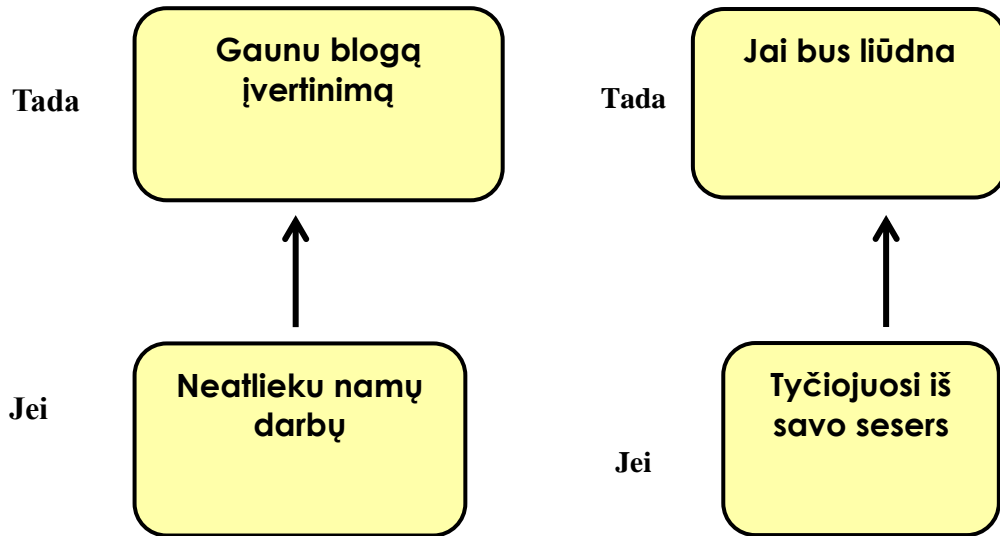 Tada
Gaunu blogą
įvertinimą
Jei
Neatlieku namų
darbų
Tada
Jai bus liūdna
Jei
Tyčiojuosi iš
savo sesers